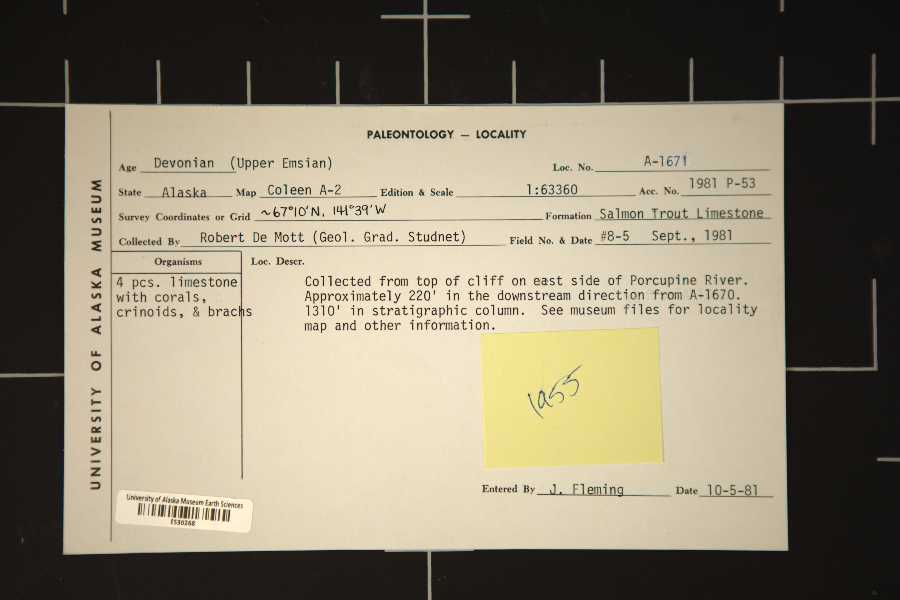 PALEONTOLOGY — LOCALITY
Age Devonian (Upper Emsian) Loc. No. A-1671
State Alaska Map Coleen A-2 Edition & Scale 1:63360 Acc. No. 1981 P-53
Survey Coordinates or Grid ~67°10'N, 141°39'W Formation Salmon Trout Limestone
Collected By Robert De Mott (Geol. Grad. Studnet) Field No. & Date #8-5 Sept., 1981
Organisms Loc. Descr.
4 pcs. limestone
with corals,
crinoids, & brachs
Collected from top of cliff on east side of Porcupine River.
Approximately 220' in the downstream direction from A-1670.
1310' in stratigraphic column. See museum files for locality
map and other information.
1955
Entered By J. Fleming Date 10-5-81
UNIVERSITY OF ALASKA MUSEUM
University of Alaska Museum Earth Sciences
ES30268